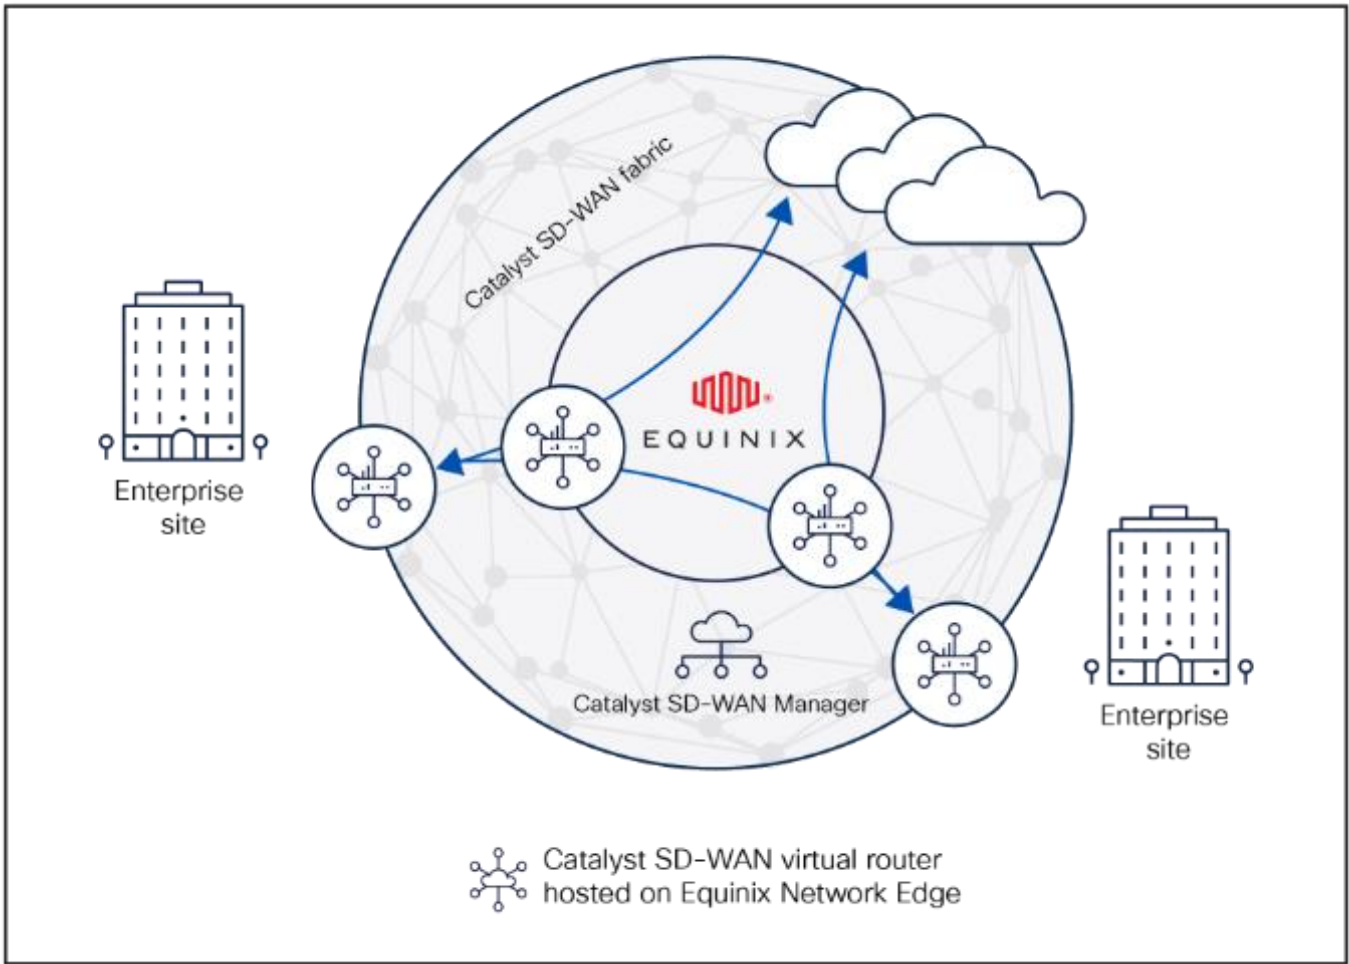 Catalyst SD-WAN fabric
EQUINIX
Enterprise
site
Catalyst SD-WAN Manager
Enterprise
site
Catalyst SD-WAN virtual router
hosted on Equinix Network Edge